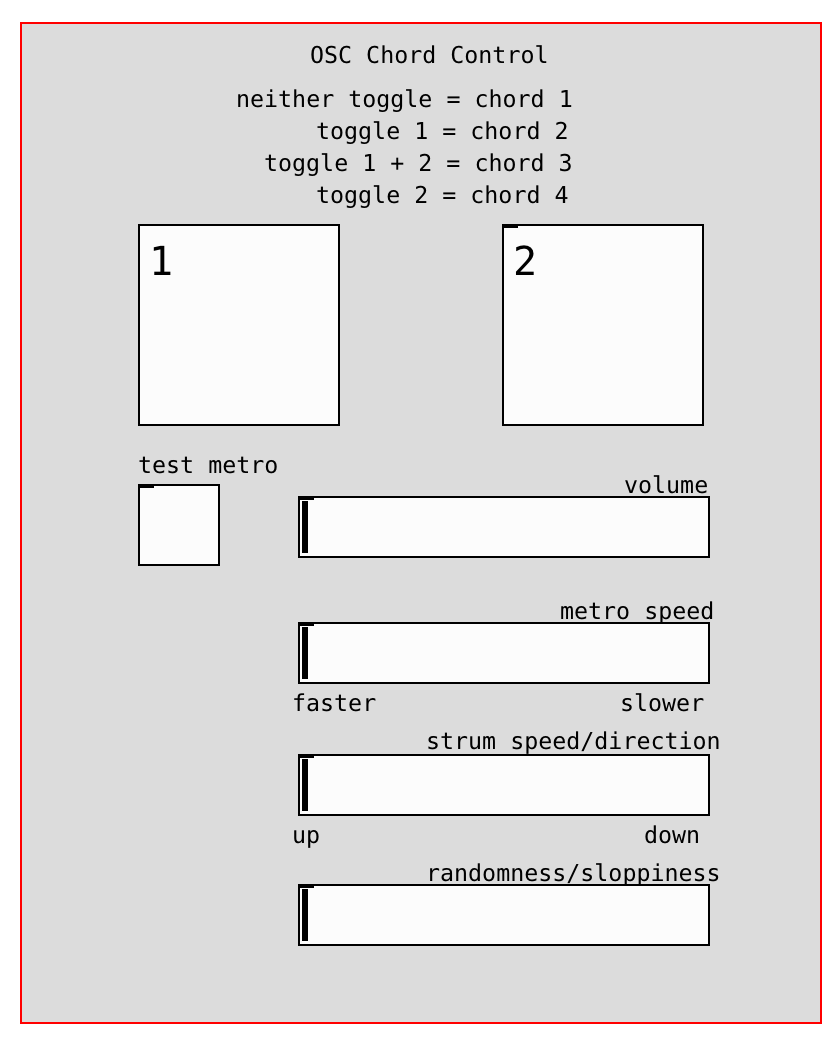 OSC Chord Control
neither toggle = chord 1
toggle 1 = chord 2
toggle 1 + 2 = chord 3
toggle 2 = chord 4
1
2
test metro
volume
metro speed
faster slower
strum speed/direction
up down
randomness/sloppiness